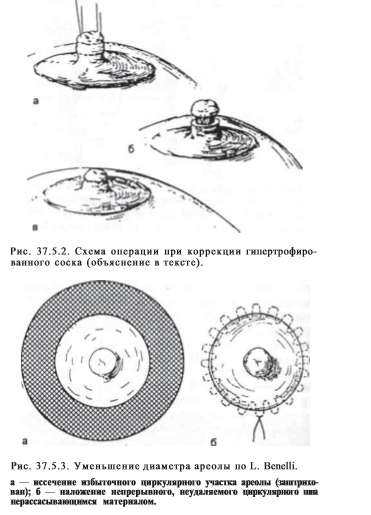 а
б
в
Рис. 37.5.2. Схема операции при коррекции гипертрофиро-
ванного соска (объяснение в тексте).
а
б
Рис. 37.5.3. Уменьшение диаметра ареолы по L. Benelli.
а — иссечение избыточного циркулярного участка ареолы (заштрихо-
ван); б — наложение непрерывного, неудаляемого циркулярного шва
нерассасывающимся материалом.